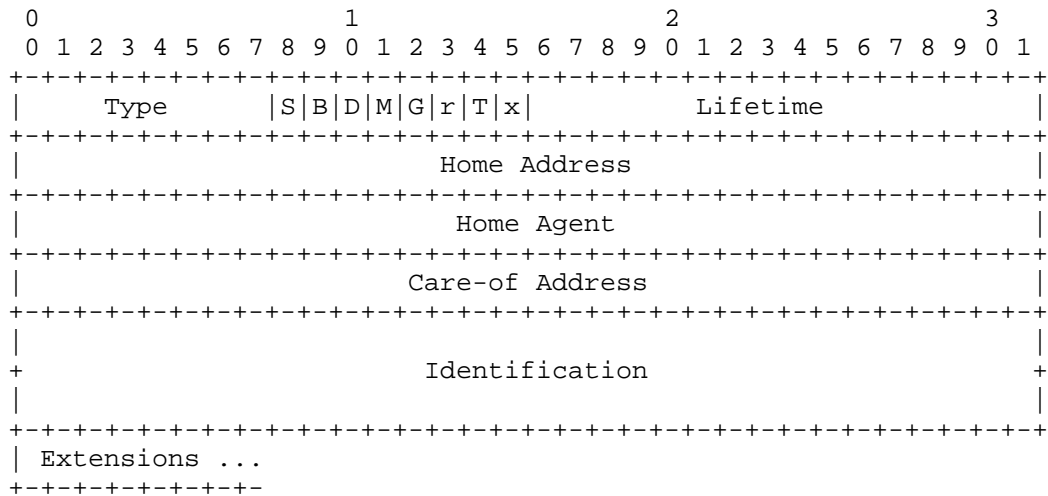 0                   1                   2                   3
 0 1 2 3 4 5 6 7 8 9 0 1 2 3 4 5 6 7 8 9 0 1 2 3 4 5 6 7 8 9 0 1
+-+-+-+-+-+-+-+-+-+-+-+-+-+-+-+-+-+-+-+-+-+-+-+-+-+-+-+-+-+-+-+-+
|     Type      |S|B|D|M|G|r|T|x|          Lifetime             |
+-+-+-+-+-+-+-+-+-+-+-+-+-+-+-+-+-+-+-+-+-+-+-+-+-+-+-+-+-+-+-+-+
|                          Home Address                         |
+-+-+-+-+-+-+-+-+-+-+-+-+-+-+-+-+-+-+-+-+-+-+-+-+-+-+-+-+-+-+-+-+
|                           Home Agent                          |
+-+-+-+-+-+-+-+-+-+-+-+-+-+-+-+-+-+-+-+-+-+-+-+-+-+-+-+-+-+-+-+-+
|                        Care-of Address                        |
+-+-+-+-+-+-+-+-+-+-+-+-+-+-+-+-+-+-+-+-+-+-+-+-+-+-+-+-+-+-+-+-+
|                                                               |
+                         Identification                        +
|                                                               |
+-+-+-+-+-+-+-+-+-+-+-+-+-+-+-+-+-+-+-+-+-+-+-+-+-+-+-+-+-+-+-+-+
| Extensions ...
+-+-+-+-+-+-+-+-